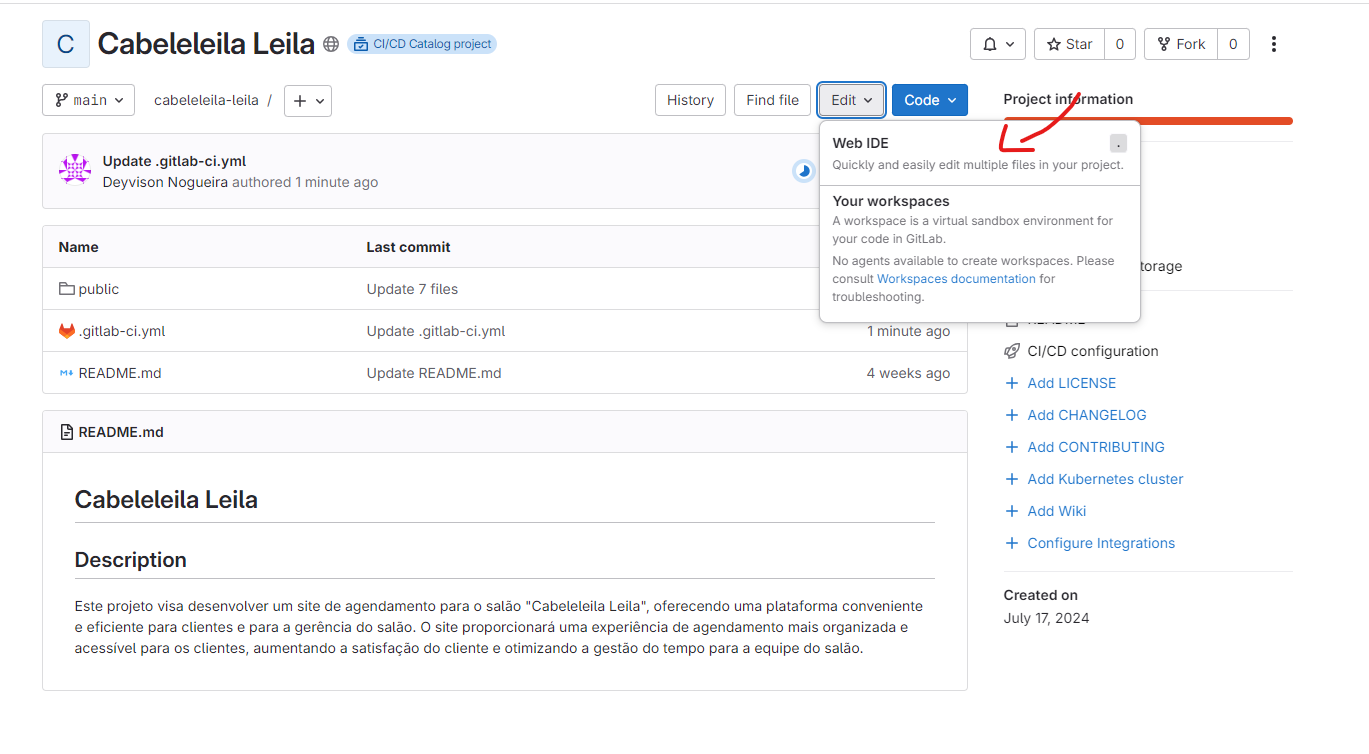 C
Cabeleleila Leila
CI/CD Catalog project
Star
0
Fork
0
main
cabeleleila-leila /
+
History
Find file
Edit
Code
Project information
Update .gitlab-ci.yml
Deyvison Nogueira authored 1 minute ago
Web IDE
.
Quickly and easily edit multiple files in your project.
Your workspaces
A workspace is a virtual sandbox environment for
your code in GitLab.
No agents available to create workspaces. Please
consult Workspaces documentation for
troubleshooting.
Name
Last commit
public
Update 7 files
.gitlab-ci.yml
Update .gitlab-ci.yml
1 minute ago
README.md
Update README.md
4 weeks ago
torage
README
CI/CD configuration
+ Add LICENSE
+ Add CHANGELOG
+ Add CONTRIBUTING
+ Add Kubernetes cluster
+ Add Wiki
+ Configure Integrations
Created on
July 17, 2024
README.md
Cabeleleila Leila
Description
Este projeto visa desenvolver um site de agendamento para o salão "Cabeleleila Leila", oferecendo uma plataforma conveniente
e eficiente para clientes e para a gerência do salão. O site proporcionará uma experiência de agendamento mais organizada e
acessível para os clientes, aumentando a satisfação do cliente e otimizando a gestão do tempo para a equipe do salão.